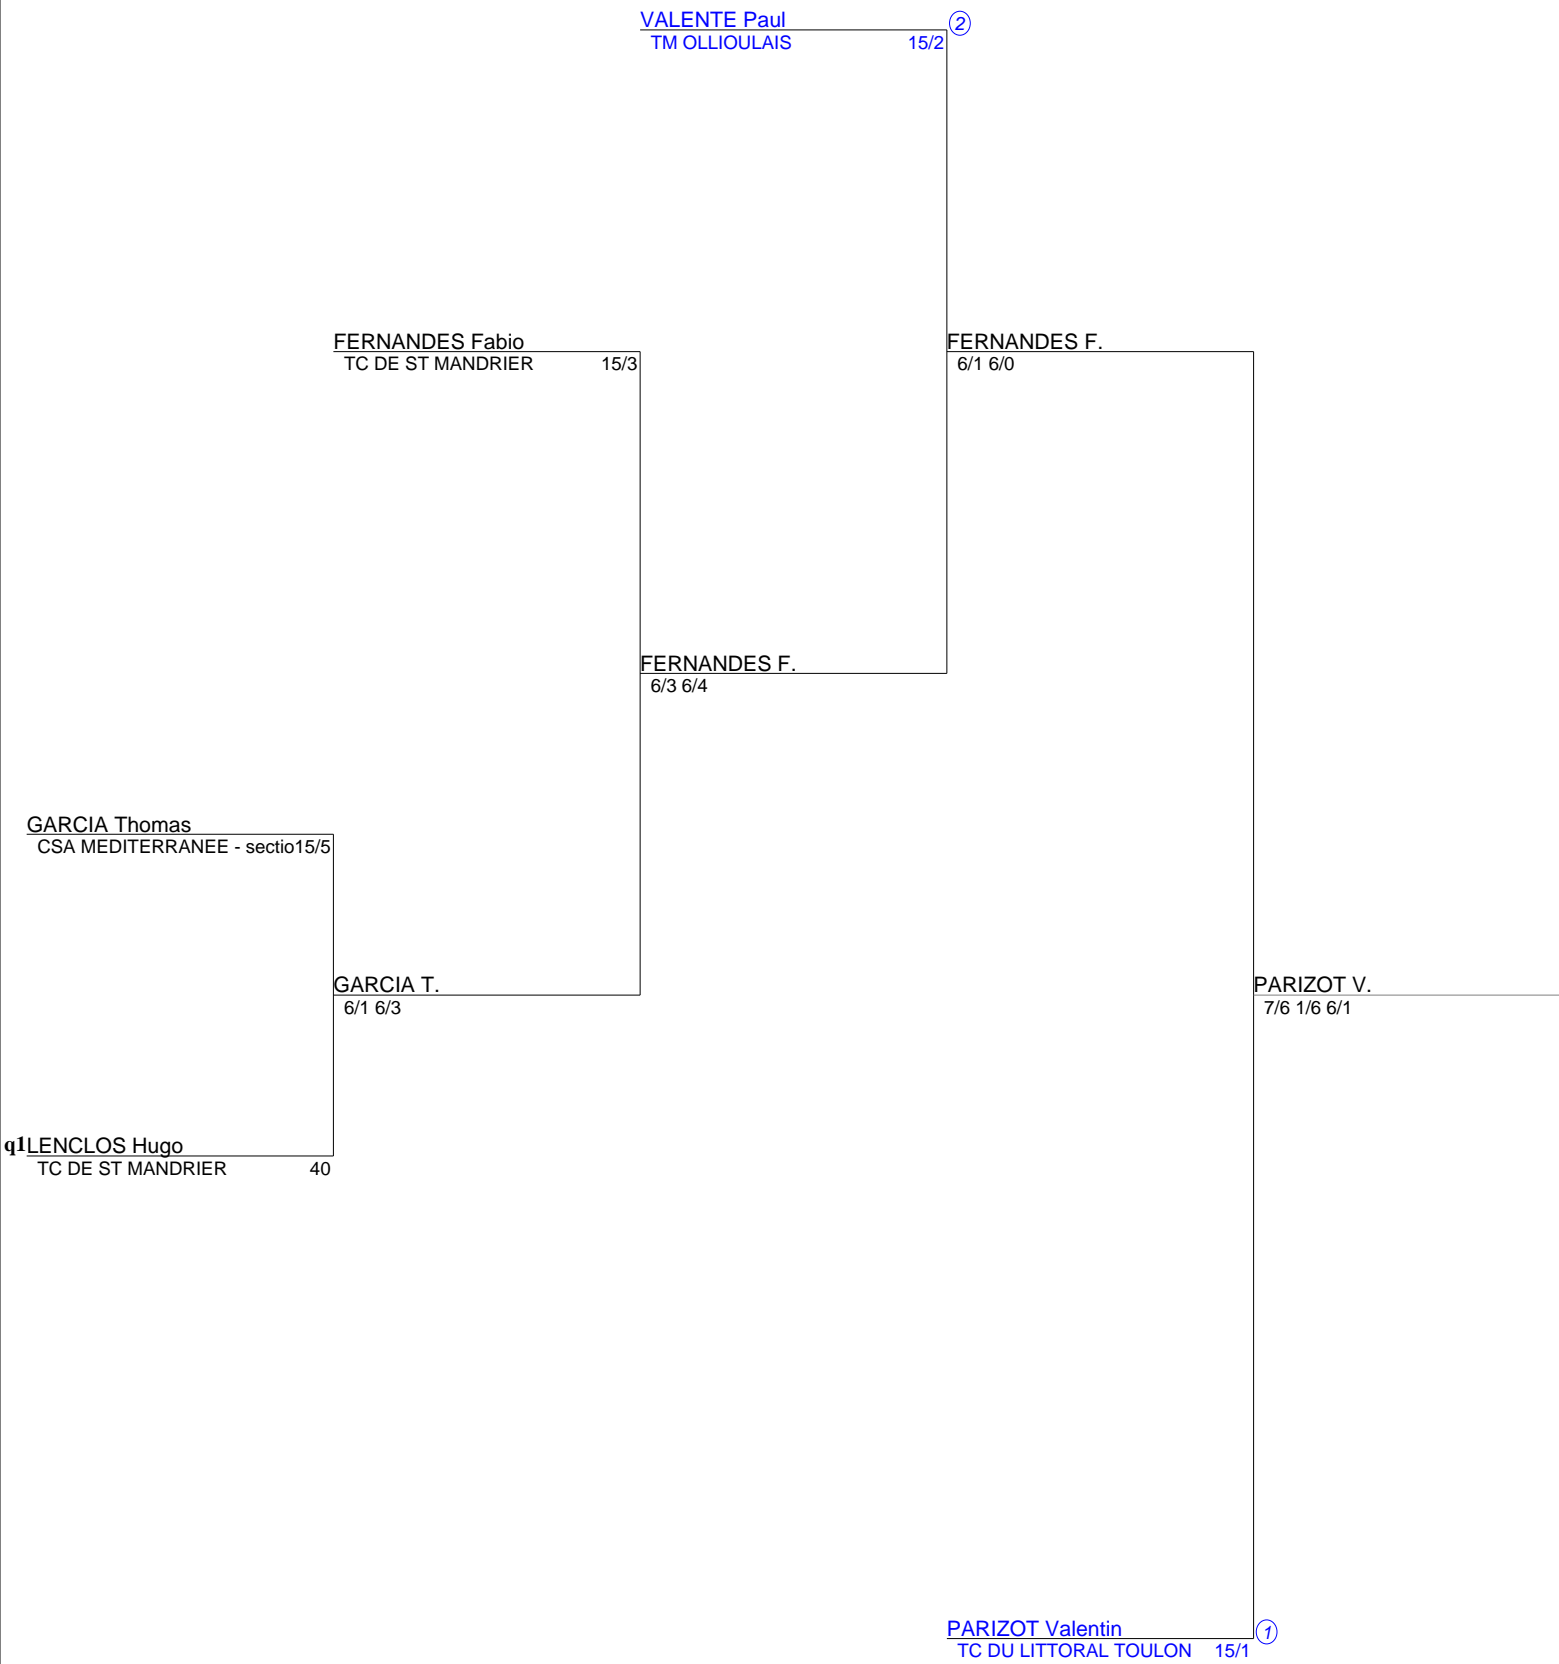 VALENTE Paul 2
TM OLLIOULAIS 15/2
FERNANDES Fabio
TC DE ST MANDRIER 15/3
FERNANDES F.
6/1 6/0
FERNANDES F.
6/3 6/4
GARCIA Thomas
CSA MEDITERRANEE - sectio15/5
GARCIA T.
6/1 6/3
PARIZOT V.
7/6 1/6 6/1
q1LENCLOS Hugo
TC DE ST MANDRIER 40
PARIZOT Valentin 1
TC DU LITTORAL TOULON 15/1